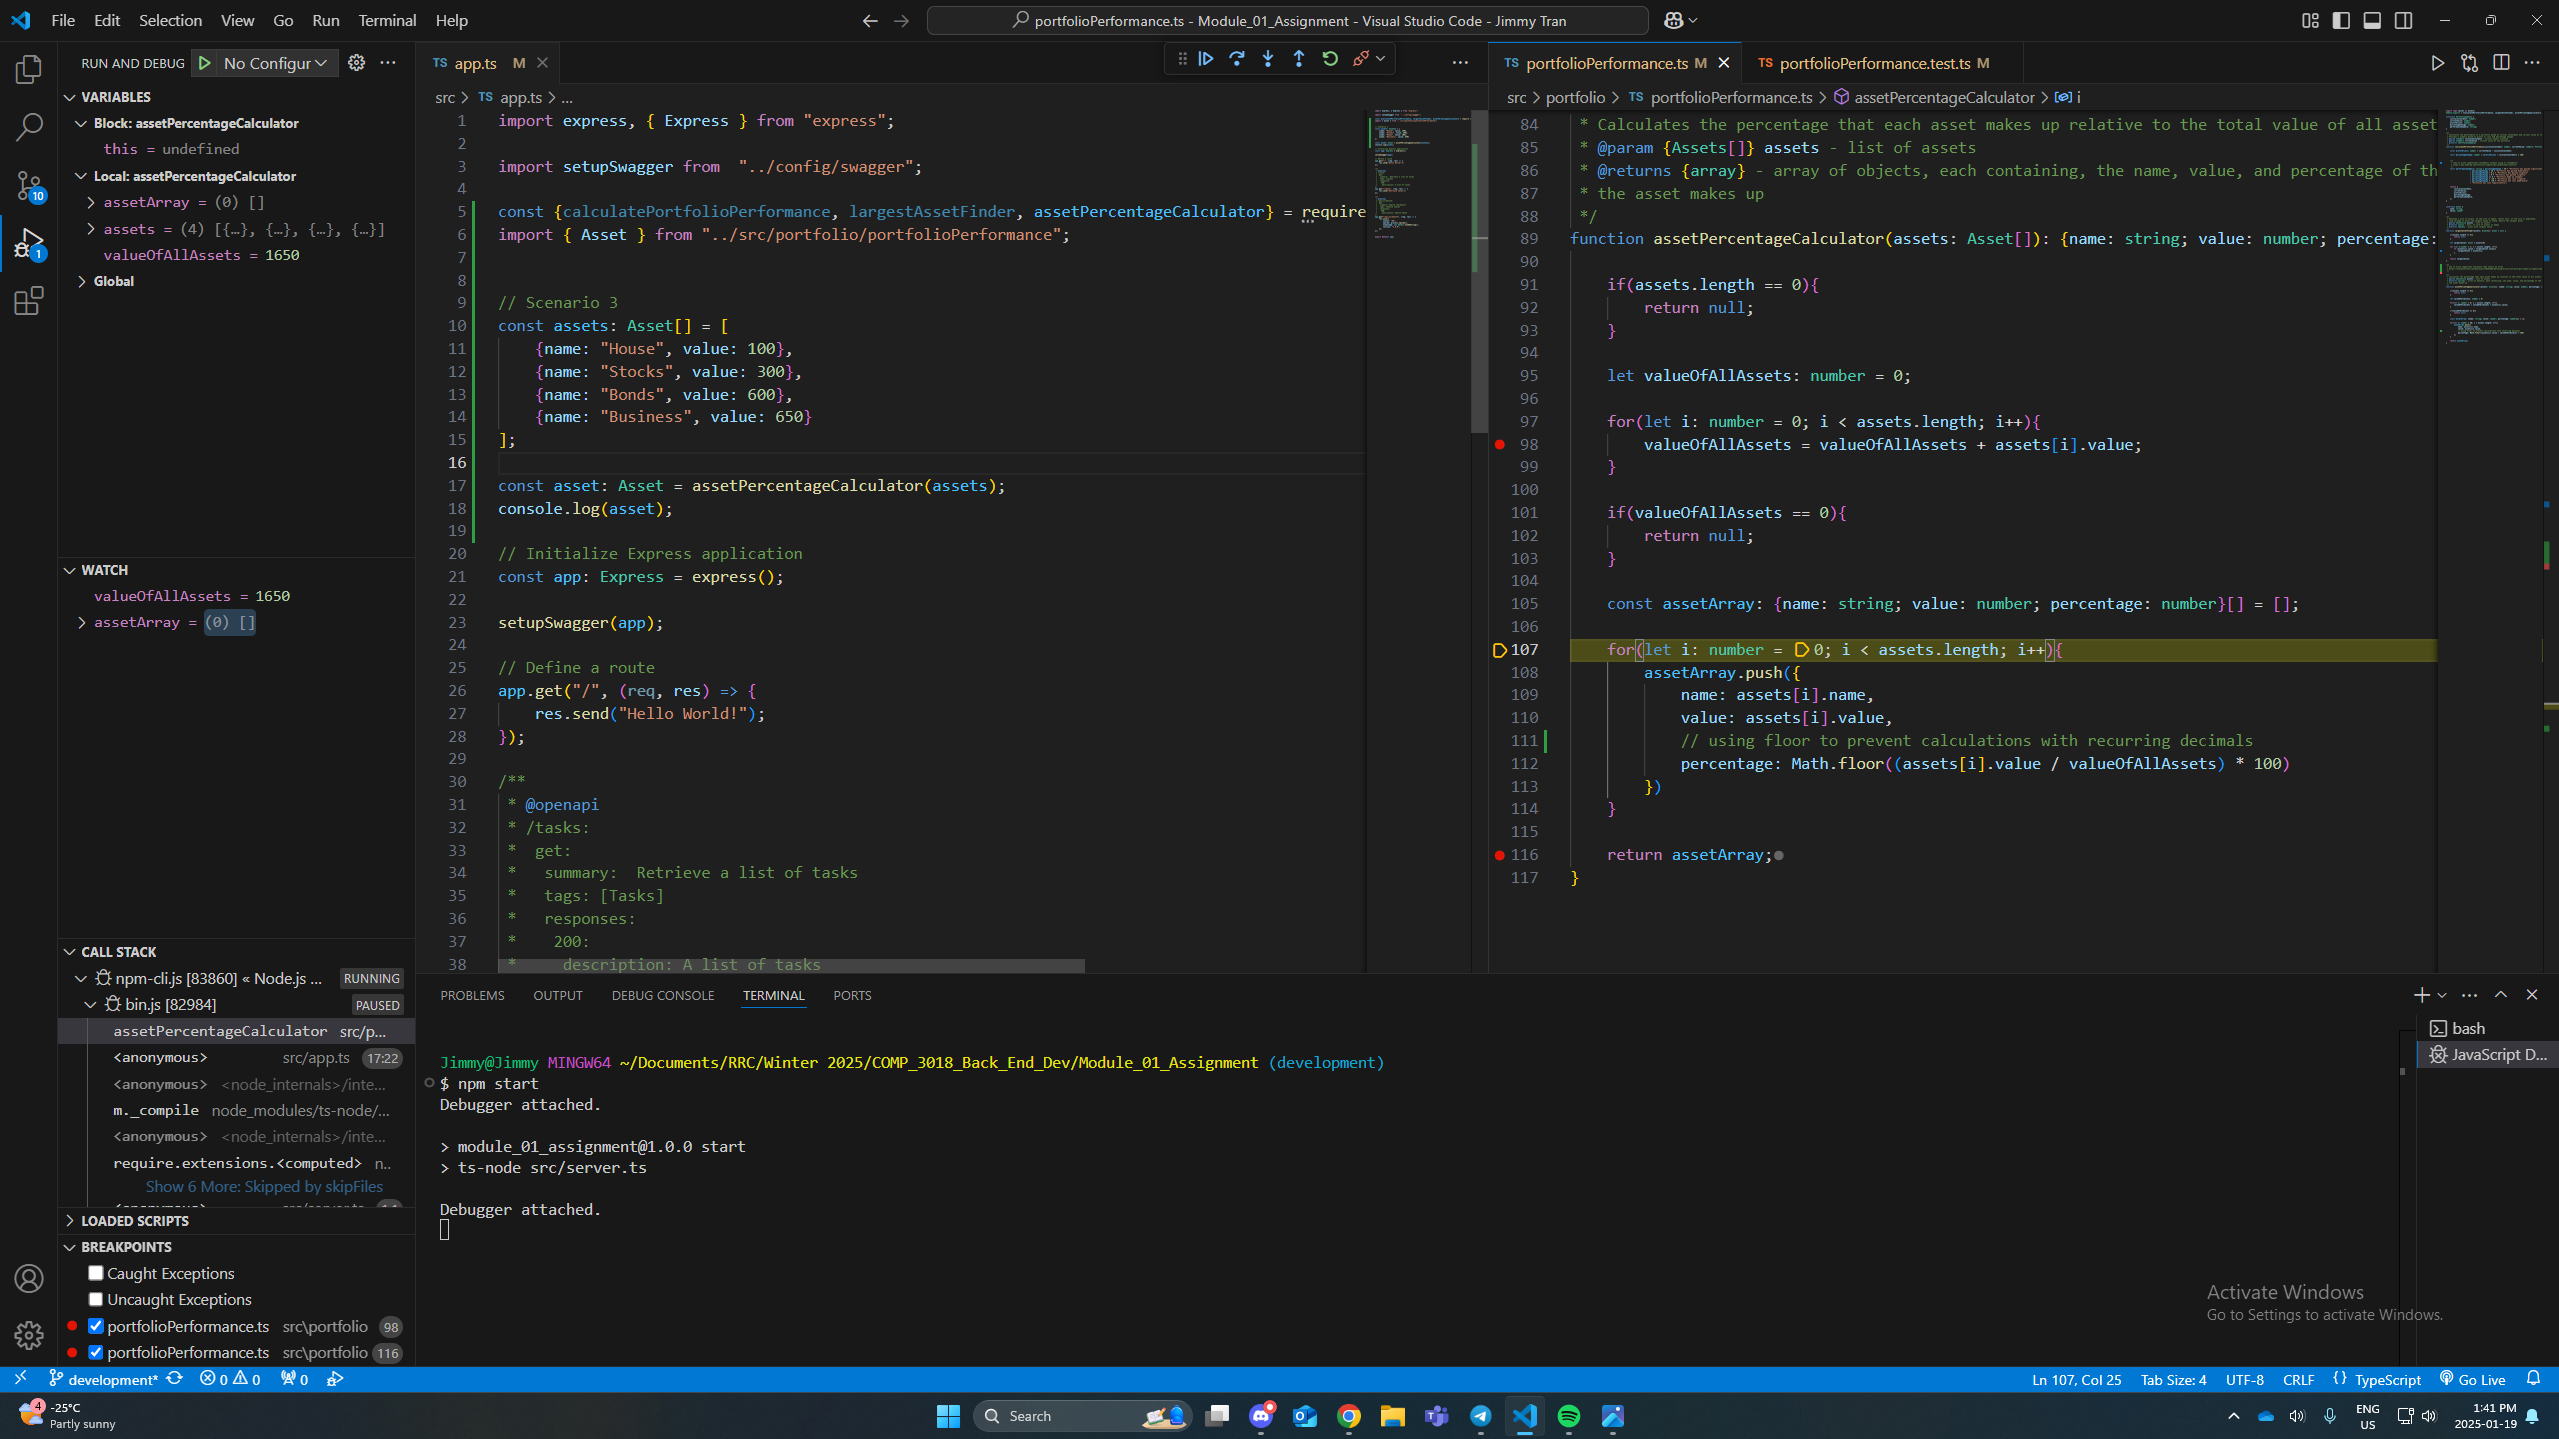 File Edit Selection View Go Run Terminal Help
portfolioPerformance.ts - Module_01_Assignment - Visual Studio Code - Jimmy Tran
RUN AND DEBUG No Configur
VARIABLES
Block: assetPercentageCalculator
this = undefined
Local: assetPercentageCalculator
assetArray = (0) []
assets = (4) [{…}, {…}, {…}, {…}]
valueOfAllAssets = 1650
Global
WATCH
valueOfAllAssets = 1650
assetArray = (0) []
CALL STACK
npm-cli.js [83860] « Node.js ... RUNNING
bin.js [82984] PAUSED
assetPercentageCalculator src/p...
<anonymous> src/app.ts 17:22
<anonymous> <node_internals>/inte...
m._compile node_modules/ts-node/...
<anonymous> <node_internals>/inte...
require.extensions.<computed> n..
Show 6 More: Skipped by skipFiles
LOADED SCRIPTS
BREAKPOINTS
Caught Exceptions
Uncaught Exceptions
portfolioPerformance.ts src\portfolio 98
portfolioPerformance.ts src\portfolio 116
10
1
TS app.ts M
src > TS app.ts > ...
1 import express, { Express } from "express";
2
3 import setupSwagger from "../config/swagger";
4
5 const {calculatePortfolioPerformance, largestAssetFinder, assetPercentageCalculator} = require
6 import { Asset } from "../src/portfolio/portfolioPerformance";
7
8
9 // Scenario 3
10 const assets: Asset[] = [
11 {name: "House", value: 100},
12 {name: "Stocks", value: 300},
13 {name: "Bonds", value: 600},
14 {name: "Business", value: 650}
15 ];
16
17 const asset: Asset = assetPercentageCalculator(assets);
18 console.log(asset);
19
20 // Initialize Express application
21 const app: Express = express();
22
23 setupSwagger(app);
24
25 // Define a route
26 app.get("/", (req, res) => {
27 res.send("Hello World!");
28 });
29
30 /**
31 * @openapi
32 * /tasks:
33 * get:
34 * summary: Retrieve a list of tasks
35 * tags: [Tasks]
36 * responses:
37 * 200:
38 * description: A list of tasks
TS portfolioPerformance.ts M TS portfolioPerformance.test.ts M
src > portfolio > TS portfolioPerformance.ts > assetPercentageCalculator > i
84 * Calculates the percentage that each asset makes up relative to the total value of all asset
85 * @param {Assets[]} assets - list of assets
86 * @returns {array} - array of objects, each containing, the name, value, and percentage of th
87 * the asset makes up
88 */
89 function assetPercentageCalculator(assets: Asset[]): {name: string; value: number; percentage:
90
91 if(assets.length == 0){
92 return null;
93 }
94
95 let valueOfAllAssets: number = 0;
96
97 for(let i: number = 0; i < assets.length; i++){
98 valueOfAllAssets = valueOfAllAssets + assets[i].value;
99 }
100
101 if(valueOfAllAssets == 0){
102 return null;
103 }
104
105 const assetArray: {name: string; value: number; percentage: number}[] = [];
106
107 for(let i: number = 0; i < assets.length; i++){
108 assetArray.push({
109 name: assets[i].name,
110 value: assets[i].value,
111 // using floor to prevent calculations with recurring decimals
112 percentage: Math.floor((assets[i].value / valueOfAllAssets) * 100)
113 })
114 }
115
116 return assetArray;
117 }
PROBLEMS OUTPUT DEBUG CONSOLE TERMINAL PORTS
Jimmy@Jimmy MINGW64 ~/Documents/RRC/Winter 2025/COMP_3018_Back_End_Dev/Module_01_Assignment (development)
$ npm start
Debugger attached.
> module_01_assignment@1.0.0 start
> ts-node src/server.ts
Debugger attached.
bash
JavaScript D...
Activate Windows
Go to Settings to activate Windows.
development* 0 0 0
Ln 107, Col 25 Tab Size: 4 UTF-8 CRLF {} TypeScript Go Live
4
-25°C
Partly sunny
Search
ENG
US
1:41 PM
2025-01-19